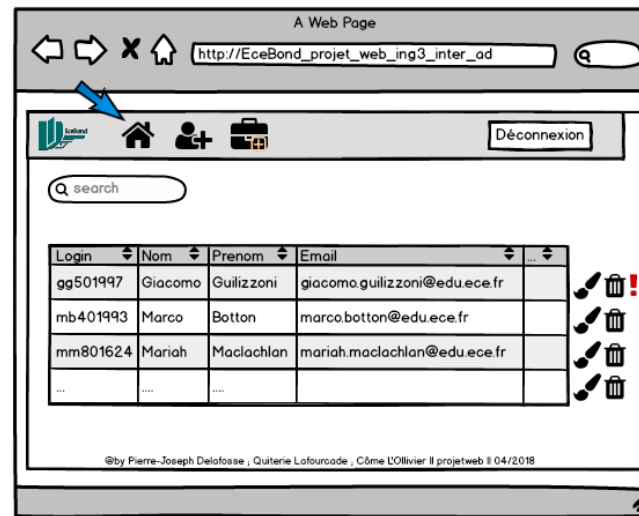 A Web Page
http://EceBond_projet_web_ing3_inter_ad
EceBond
Déconnexion
search
Login Nom Prenom Email ...
gg501997 Giacomo Guilizzoni giacomo.guilizzoni@edu.ece.fr
mb401993 Marco Botton marco.botton@edu.ece.fr
mm801624 Mariah Maclachlan mariah.maclachlan@edu.ece.fr
... .... ....
@by Pierre-Joseph Delafosse ; Quiterie Lafourcade ; Côme L'Ollivier II projetweb II 04/2018